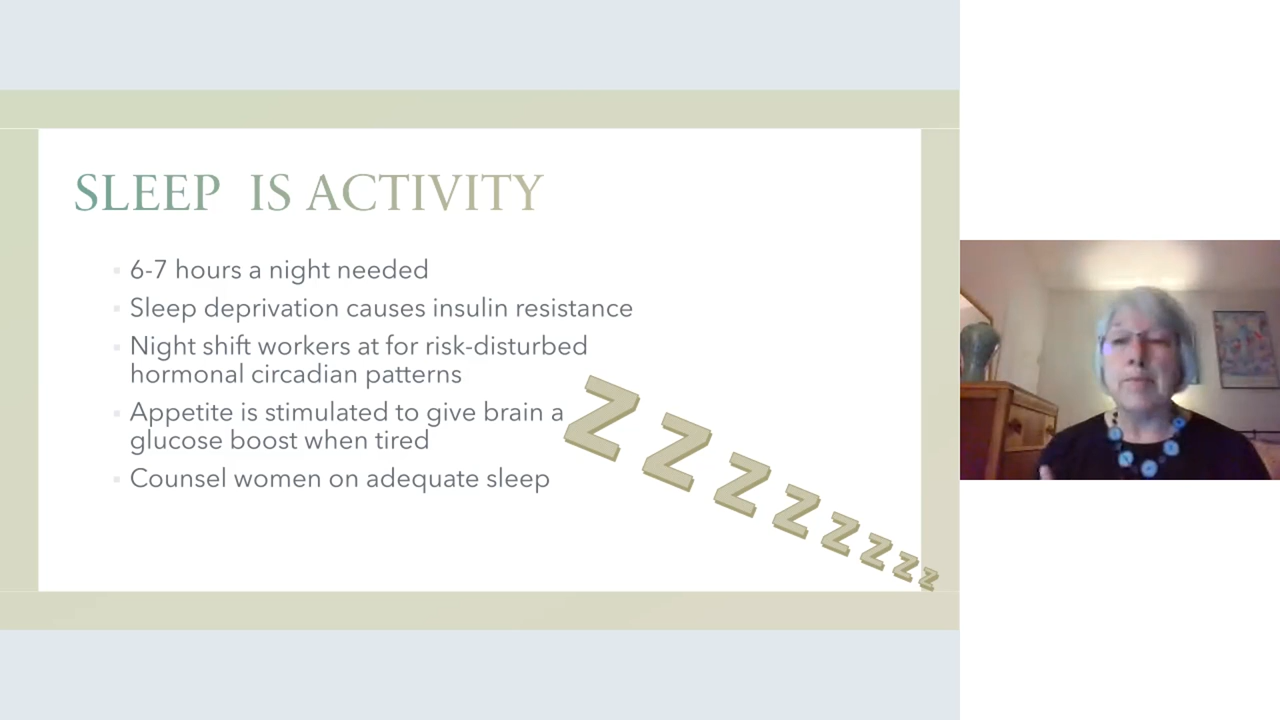 SLEEP IS ACTIVITY
6-7 hours a night needed
Sleep deprivation causes insulin resistance
Night shift workers at for risk-disturbed
hormonal circadian patterns
Appetite is stimulated to give brain a
glucose boost when tired
Counsel women on adequate sleep
Z Z Z Z Z Z Z Z